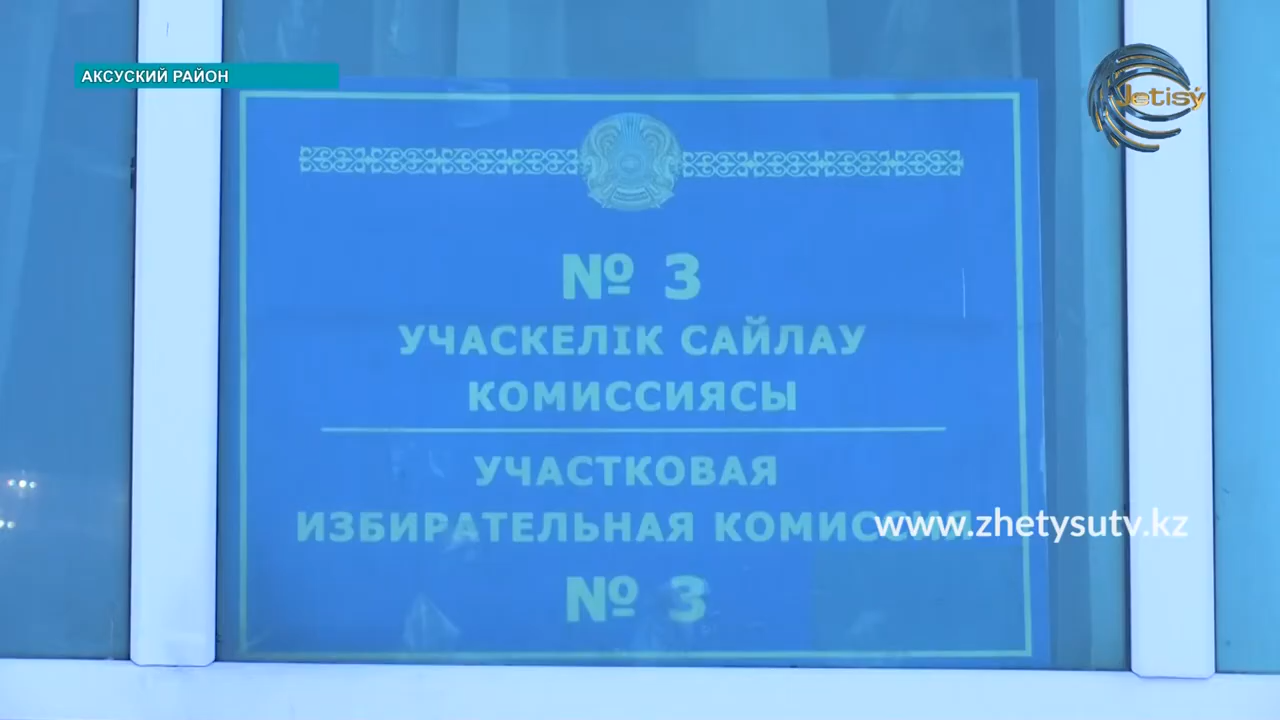 АКСУСКИЙ РАЙОН
Jetisý
№ 3
УЧАСКЕЛІК САЙЛАУ
КОМИССИЯСЫ
УЧАСТКОВАЯ
ИЗБИРАТЕЛЬНАЯ КОМИССИЯ
www.zhetysutv.kz
№ 3